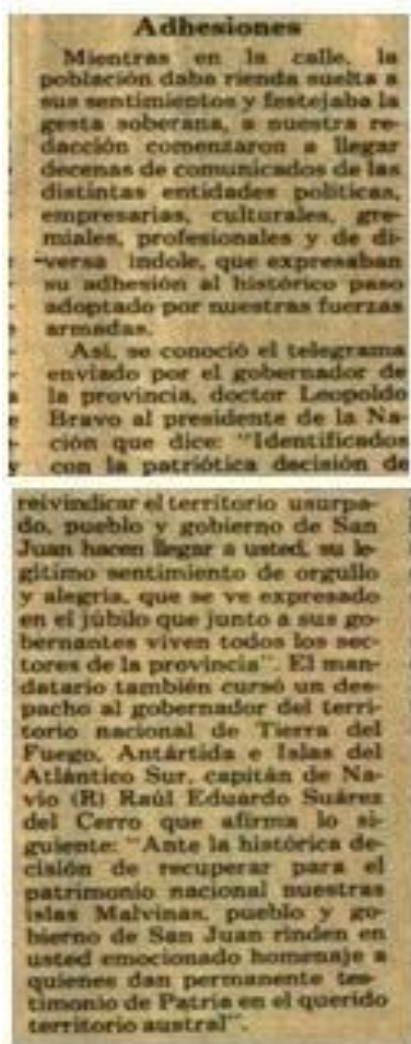 Adhesiones
Mientras en la calle, la
población daba rienda suelta a
sus sentimientos y festejaba la
gesta soberana, a nuestra re-
dacción comenzaron a llegar
decenas de comunicados de las
distintas entidades políticas,
empresarias, culturales, gre-
miales, profesionales y de di-
versa índole, que expresaban
su adhesión al histórico paso
adoptado por nuestras fuerzas
armadas.
Así, se conoció el telegrama
enviado por el gobernador de
la provincia, doctor Leopoldo
Bravo al presidente de la Na-
ción que dice: "Identificados
con la patriótica decisión de
reivindicar el territorio usurpa-
do, pueblo y gobierno de San
Juan hacen llegar a usted, su le-
gítimo sentimiento de orgullo
y alegría, que se ve expresado
en el júbilo que junto a sus go-
bernantes viven todos los sec-
tores de la provincia". El man-
datario también cursó un des-
pacho al gobernador del terri-
torio nacional de Tierra del
Fuego, Antártida e Islas del
Atlántico Sur, capitán de Na-
vío (R) Raúl Eduardo Suárez
del Cerro que afirma lo si-
guiente: "Ante la histórica de-
cisión de recuperar para el
patrimonio nacional nuestras
islas Malvinas, pueblo y go-
bierno de San Juan rinden en
usted emocionado homenaje a
quienes dan permanente tes-
timonio de Patria en el querido
territorio austral".